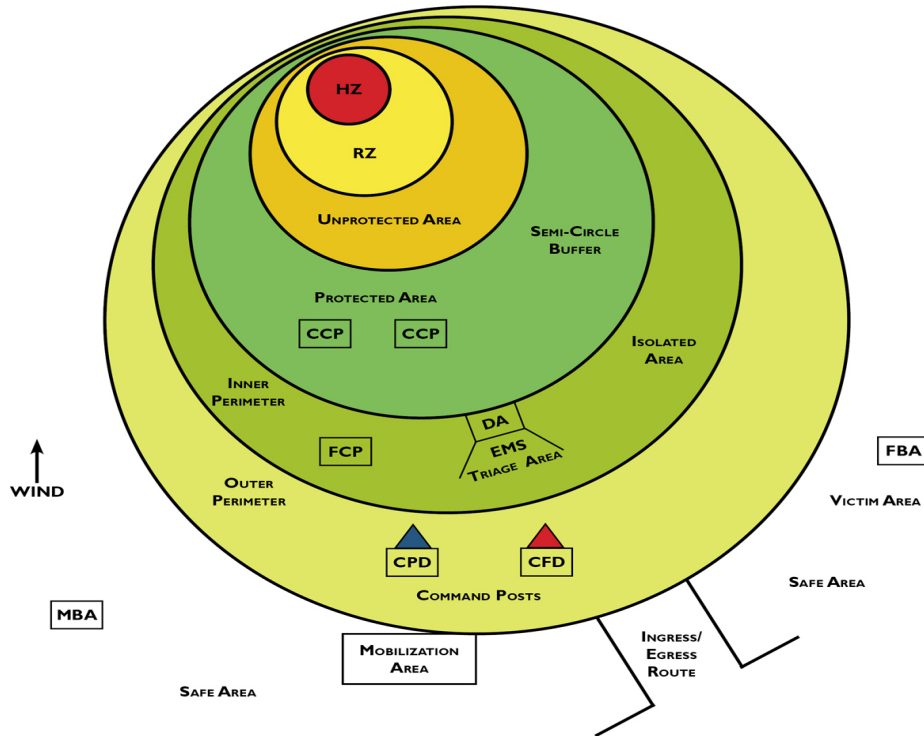 HZ
RZ
Unprotected Area
Semi-Circle
Buffer
Protected Area
CCP
CCP
Isolated
Area
Inner
Perimeter
DA
EMS
Triage Area
FCP
FBA
WIND
Outer
Perimeter
Victim Area
CPD
CFD
Command Posts
Safe Area
MBA
Mobilization
Area
Ingress/
Egress
Route
Safe Area